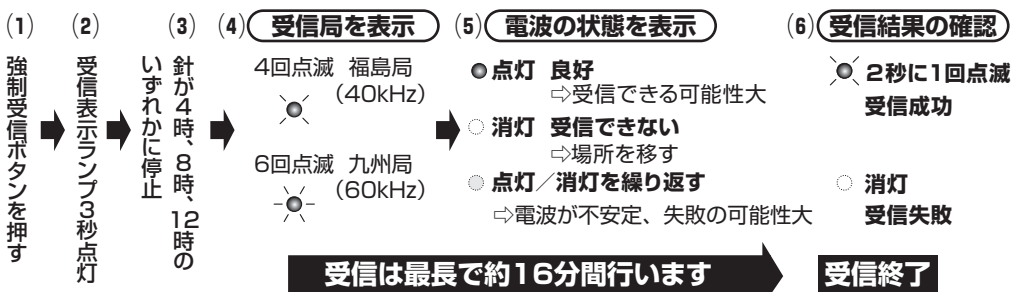 (1)
強制受信ボタンを押す
(2)
受信表示ランプ3秒点灯
(3)
針が4時、8時、12時の
いずれかに停止
(4) 受信局を表示
4回点滅 福島局
(40kHz)
6回点滅 九州局
(60kHz)
(5) 電波の状態を表示
点灯 良好
⇨受信できる可能性大
消灯 受信できない
⇨場所を移す
点灯/消灯を繰り返す
⇨電波が不安定、失敗の可能性大
(6) 受信結果の確認
2秒に1回点滅
受信成功
消灯
受信失敗
受信は最長で約16分間行います
受信終了